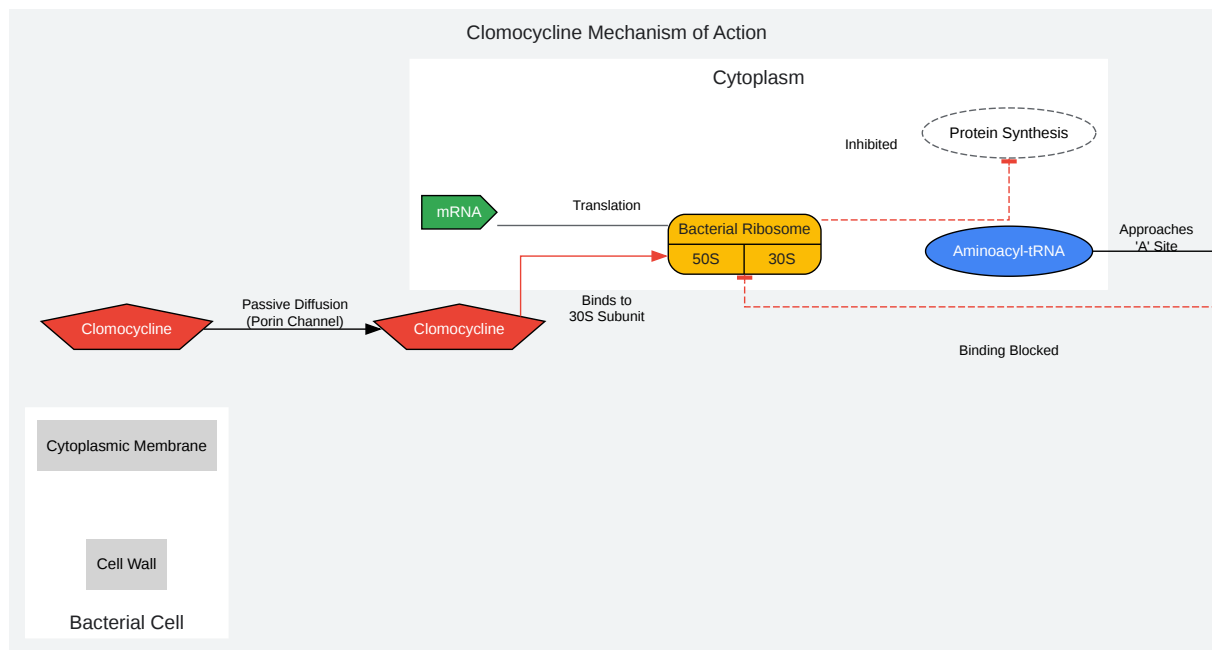 Clomocycline Mechanism of Action
Cytoplasm
Protein Synthesis
Inhibited
mRNA
Translation
Bacterial Ribosome
50S
30S
Aminoacyl-tRNA
Approaches
'A' Site
Clomocycline
Passive Diffusion
(Porin Channel)
Clomocycline
Binds to
30S Subunit
Binding Blocked
Cytoplasmic Membrane
Cell Wall
Bacterial Cell